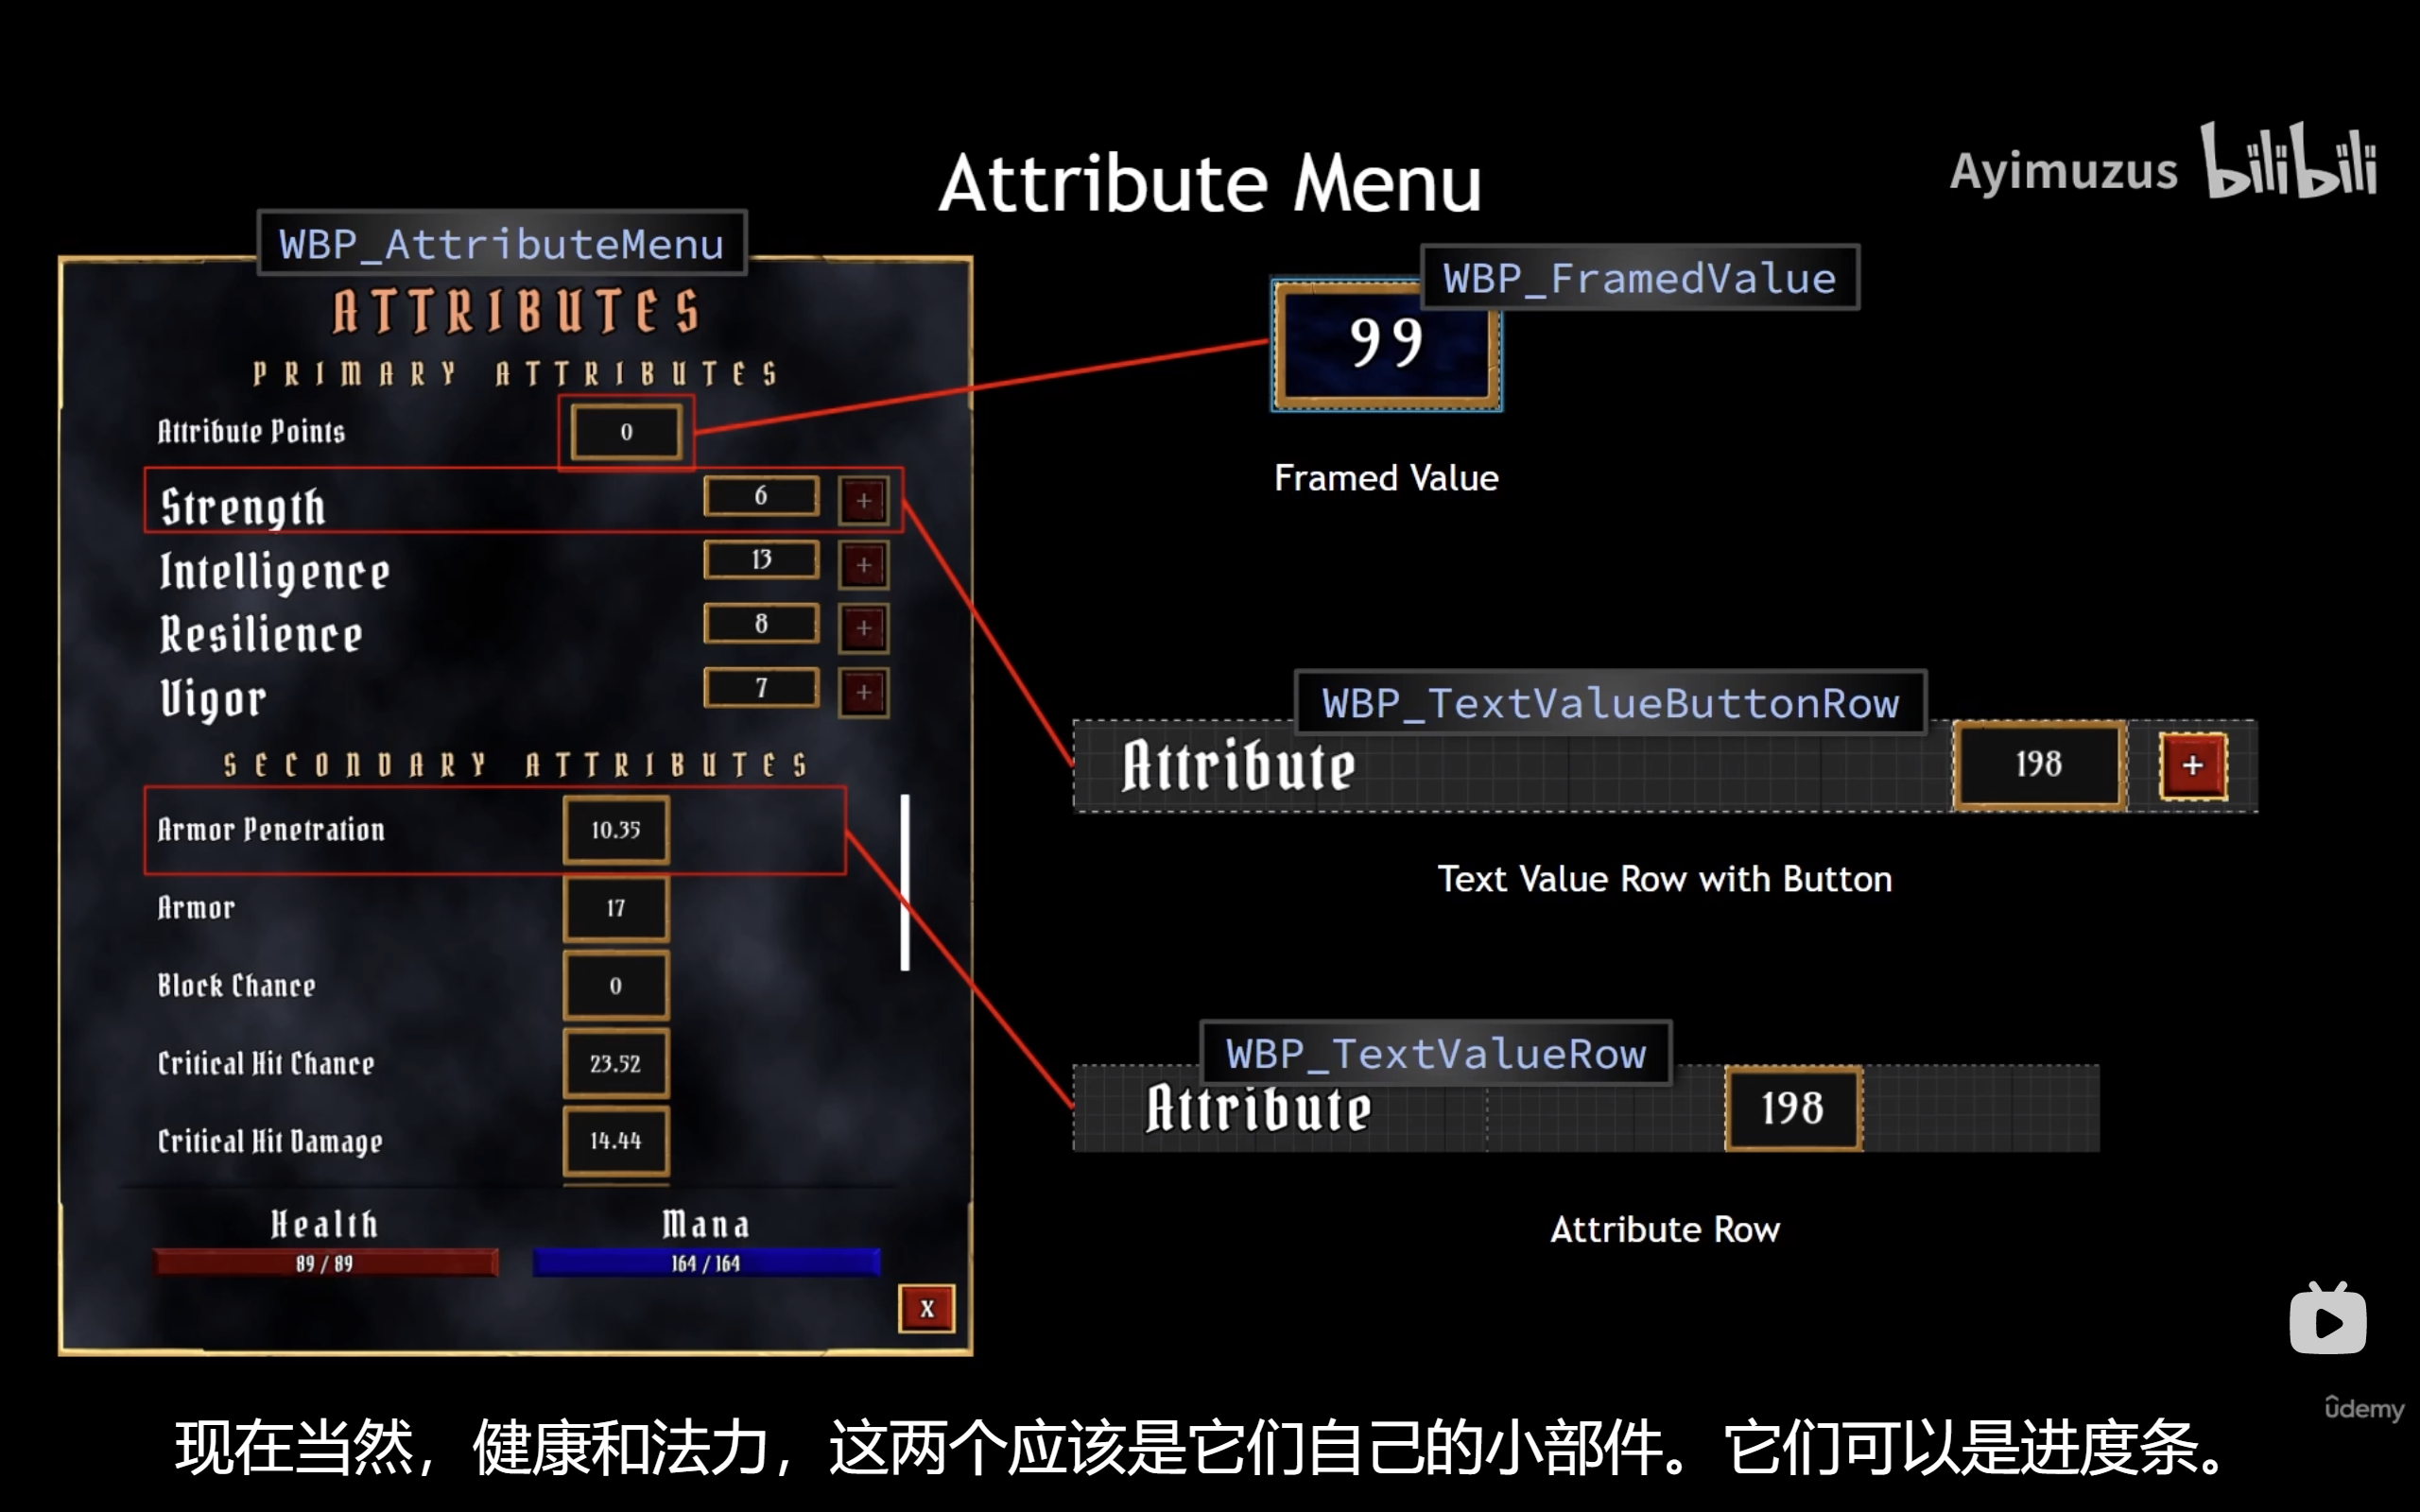 Attribute Menu
Ayimuzus bilibili
WBP_AttributeMenu
ATTRIBUTES
PRIMARY ATTRIBUTES
Attribute Points 0
Strength 6 +
Intelligence 13 +
Resilience 8 +
Vigor 7 +
SECONDARY ATTRIBUTES
Armor Penetration 10.35
Armor 17
Block Chance 0
Critical Hit Chance 23.52
Critical Hit Damage 14.44
Health Mana
89 / 89 164 / 164
X
WBP_FramedValue
99
Framed Value
WBP_TextValueButtonRow
Attribute 198 +
Text Value Row with Button
WBP_TextValueRow
Attribute 198
Attribute Row
ûdemy
现在当然，健康和法力，这两个应该是它们自己的小部件。它们可以是进度条。